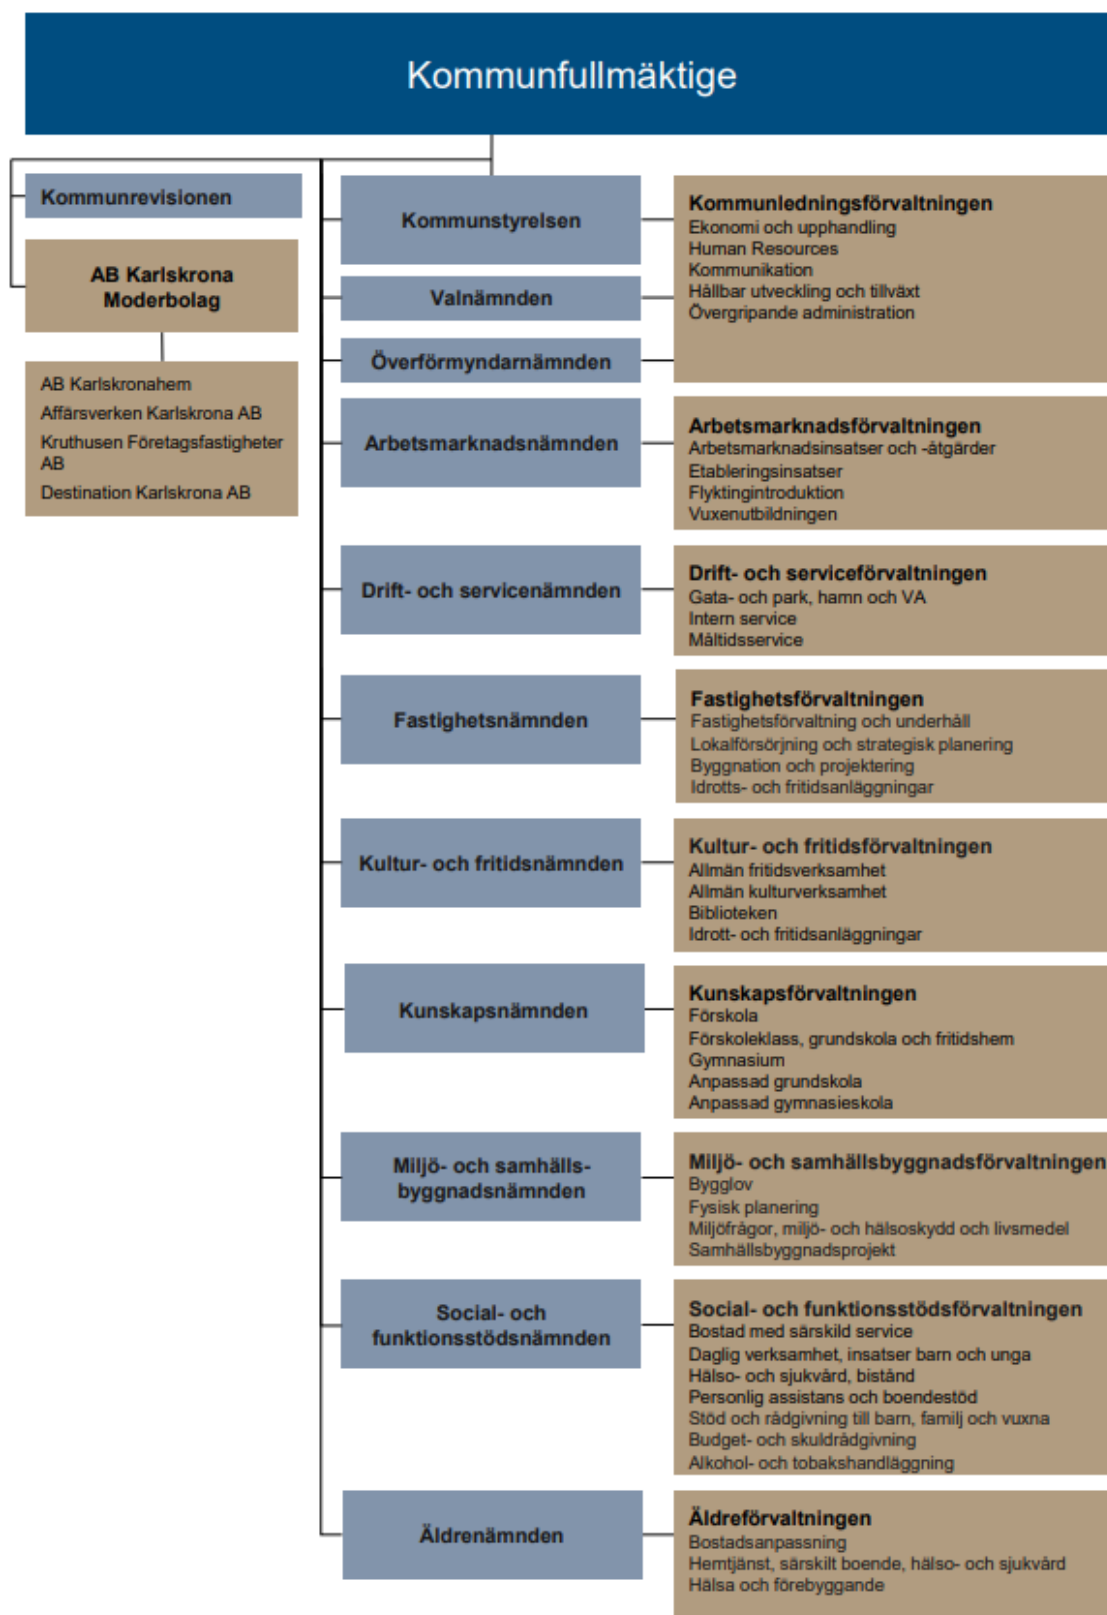 Kommunfullmäktige
Kommunrevisionen
AB Karlskrona
Moderbolag
AB Karlskronahem
Affärsverken Karlskrona AB
Kruthusen Företagsfastigheter
AB
Destination Karlskrona AB
Kommunstyrelsen
Valnämnden
Överförmyndarnämnden
Kommunledningsförvaltningen
Ekonomi och upphandling
Human Resources
Kommunikation
Hållbar utveckling och tillväxt
Övergripande administration
Arbetsmarknadsnämnden
Arbetsmarknadsförvaltningen
Arbetsmarknadsinsatser och -åtgärder
Etableringsinsatser
Flyktingintroduktion
Vuxenutbildningen
Drift- och servicenämnden
Drift- och serviceförvaltningen
Gata- och park, hamn och VA
Intern service
Måltidsservice
Fastighetsnämnden
Fastighetsförvaltningen
Fastighetsförvaltning och underhåll
Lokalförsörjning och strategisk planering
Byggnation och projektering
Idrotts- och fritidsanläggningar
Kultur- och fritidsnämnden
Kultur- och fritidsförvaltningen
Allmän fritidsverksamhet
Allmän kulturverksamhet
Biblioteken
Idrott- och fritidsanläggningar
Kunskapsnämnden
Kunskapsförvaltningen
Förskola
Förskoleklass, grundskola och fritidshem
Gymnasium
Anpassad grundskola
Anpassad gymnasieskola
Miljö- och samhälls-
byggnadsnämnden
Miljö- och samhällsbyggnadsförvaltningen
Bygglov
Fysisk planering
Miljöfrågor, miljö- och hälsoskydd och livsmedel
Samhällsbyggnadsprojekt
Social- och
funktionsstödsnämnden
Social- och funktionsstödsförvaltningen
Bostad med särskild service
Daglig verksamhet, insatser barn och unga
Hälso- och sjukvård, bistånd
Personlig assistans och boendestöd
Stöd och rådgivning till barn, familj och vuxna
Budget- och skuldrådgivning
Alkohol- och tobakshandläggning
Äldrenämnden
Äldreförvaltningen
Bostadsanpassning
Hemtjänst, särskilt boende, hälso- och sjukvård
Hälsa och förebyggande